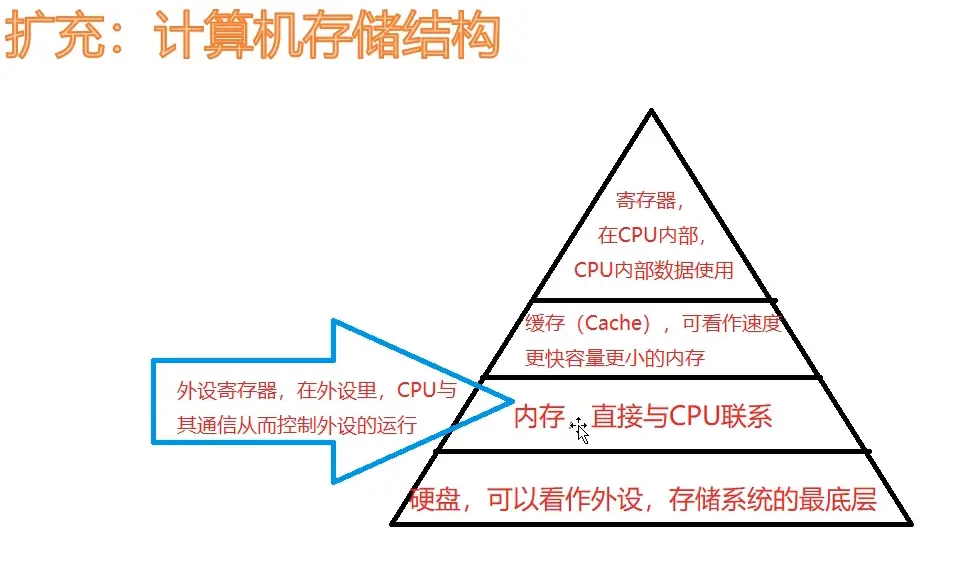 扩充：计算机存储结构
寄存器，
在CPU内部，
CPU内部数据使用
缓存（Cache），可看作速度
更快容量更小的内存
外设寄存器，在外设里，CPU与
其通信从而控制外设的运行
内存，直接与CPU联系
硬盘，可以看作外设，存储系统的最底层